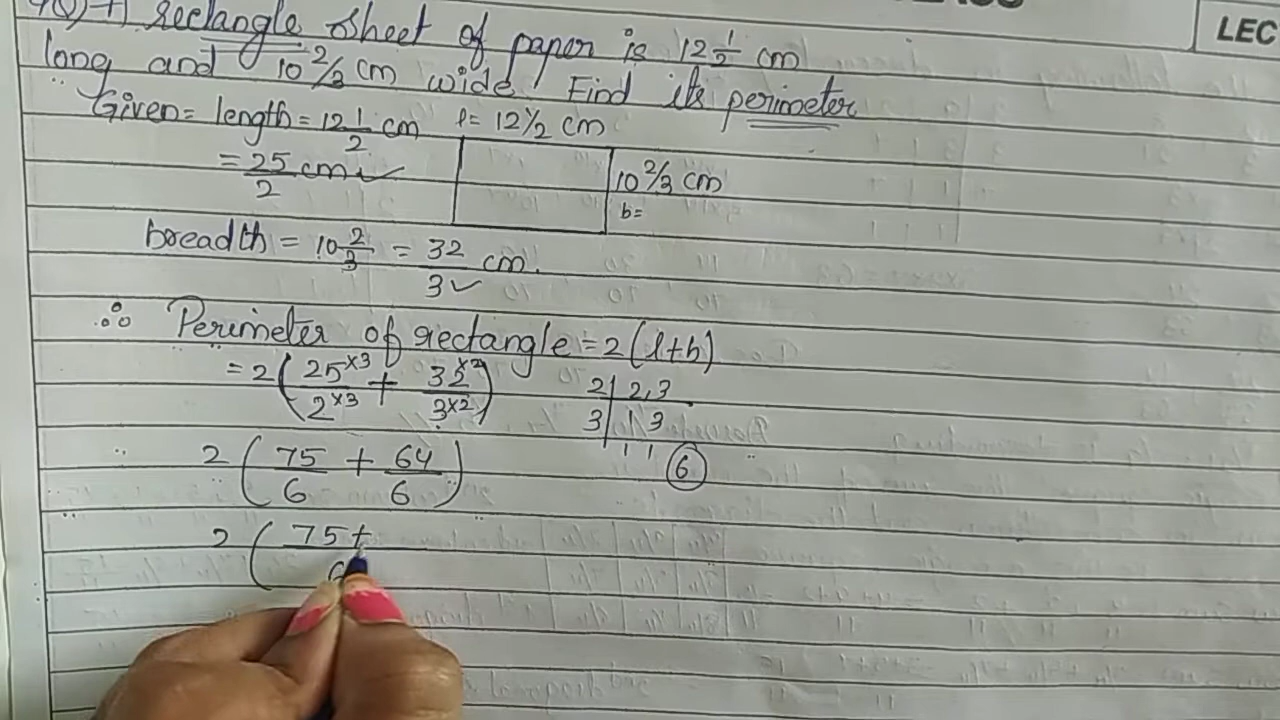 LEC
rectangle sheet of paper is 12 1/2 cm
long and 10 2/3 cm wide. Find its perimeter
Given = length = 12 1/2 cm l = 12 1/2 cm
= 25/2 cm ✓
10 2/3 cm
b=
breadth = 10 2/3 = 32/3 cm. ✓
∴ Perimeter of rectangle = 2(l+b)
= 2(25×3/2×3 + 32×2/3×2) 2|2,3
3|1 3
1 1 6
2(75/6 + 64/6)
2(75+